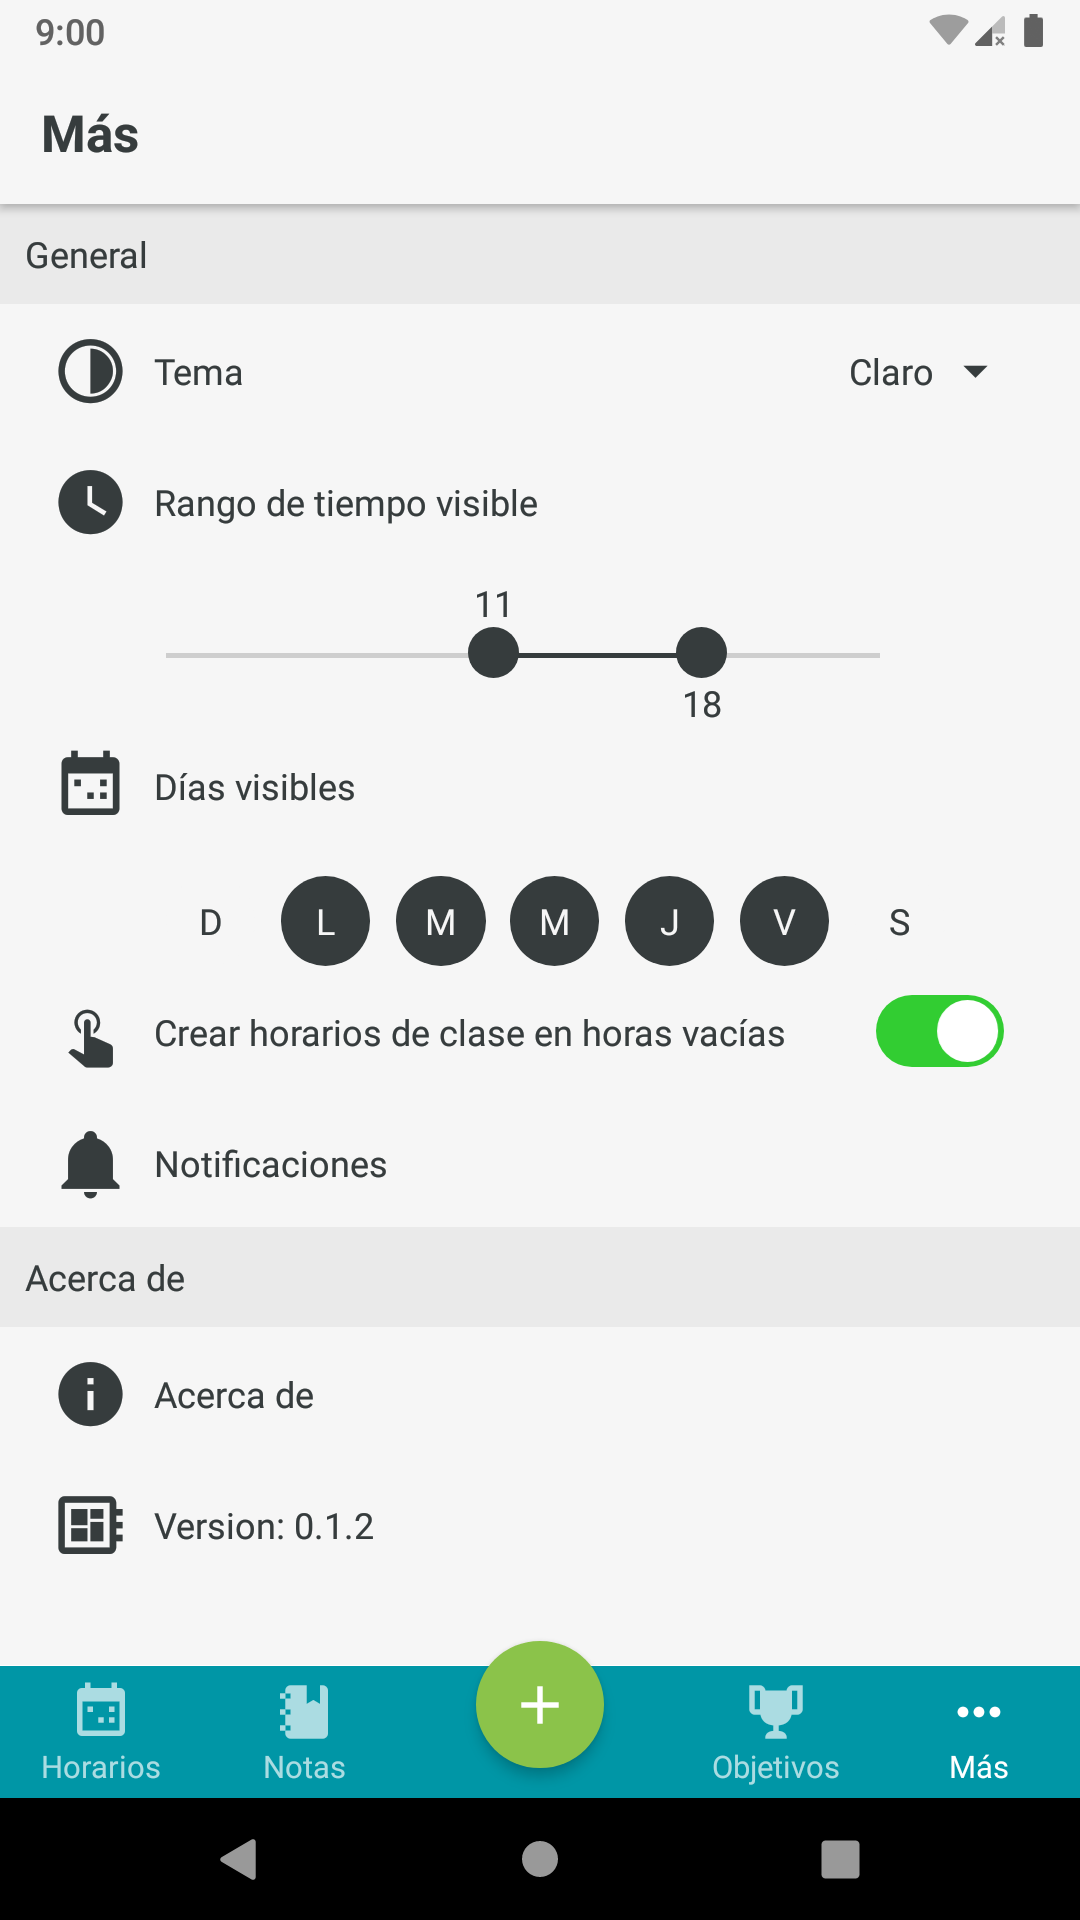 9:00
Más
General
Tema
Claro
Rango de tiempo visible
11
18
Días visibles
D L M M J V S
Crear horarios de clase en horas vacías
Notificaciones
Acerca de
Acerca de
Version: 0.1.2
Horarios
Notas
Objetivos
Más